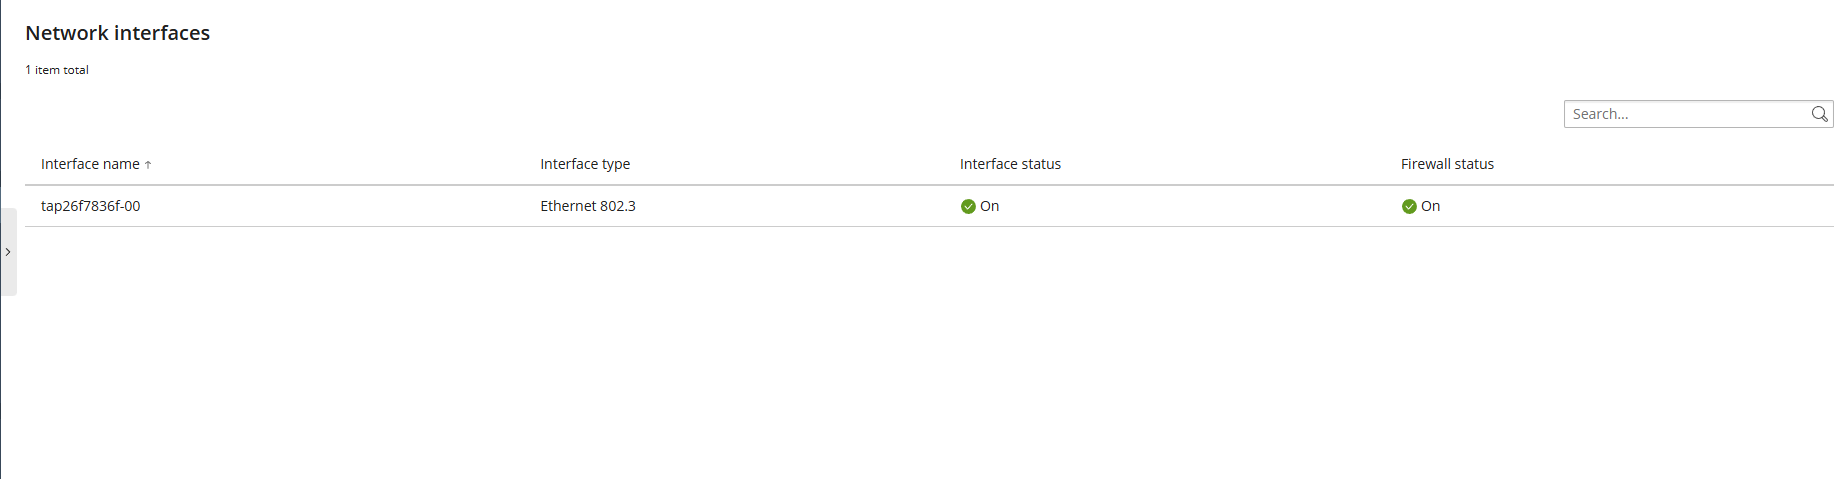 Network interfaces
1 item total
Search...
Interface name ↑ Interface type Interface status Firewall status
tap26f7836f-00 Ethernet 802.3 On On